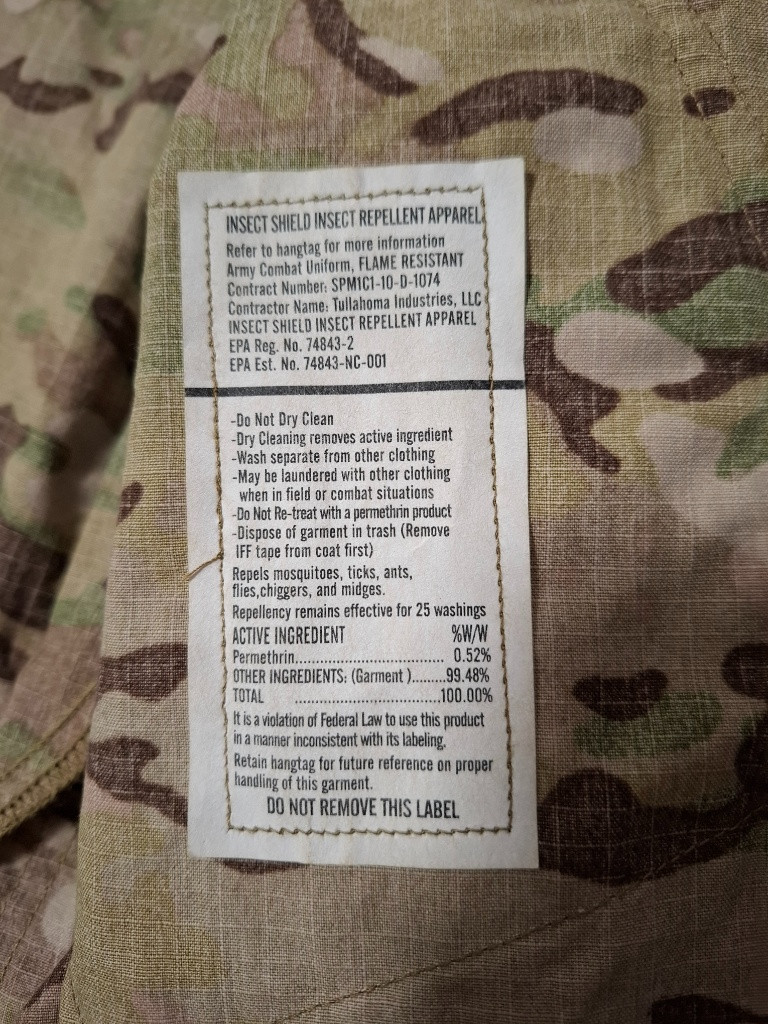 INSECT SHIELD INSECT REPELLENT APPAREL
Refer to hangtag for more information
Army Combat Uniform, FLAME RESISTANT
Contract Number: SPM1C1-10-D-1074
Contractor Name: Tullahoma Industries, LLC
INSECT SHIELD INSECT REPELLENT APPAREL
EPA Reg. No. 74843-2
EPA Est. No. 74843-NC-001
-Do Not Dry Clean
-Dry Cleaning removes active ingredient
-Wash separate from other clothing
-May be laundered with other clothing
when in field or combat situations
-Do Not Re-treat with a permethrin product
-Dispose of garment in trash (Remove
IFF tape from coat first)
Repels mosquitoes, ticks, ants,
flies,chiggers, and midges.
Repellency remains effective for 25 washings
ACTIVE INGREDIENT %W/W
Permethrin................................... 0.52%
OTHER INGREDIENTS: (Garment )........99.48%
TOTAL ...................................100.00%
It is a violation of Federal Law to use this product
in a manner inconsistent with its labeling.
Retain hangtag for future reference on proper
handling of this garment.
DO NOT REMOVE THIS LABEL